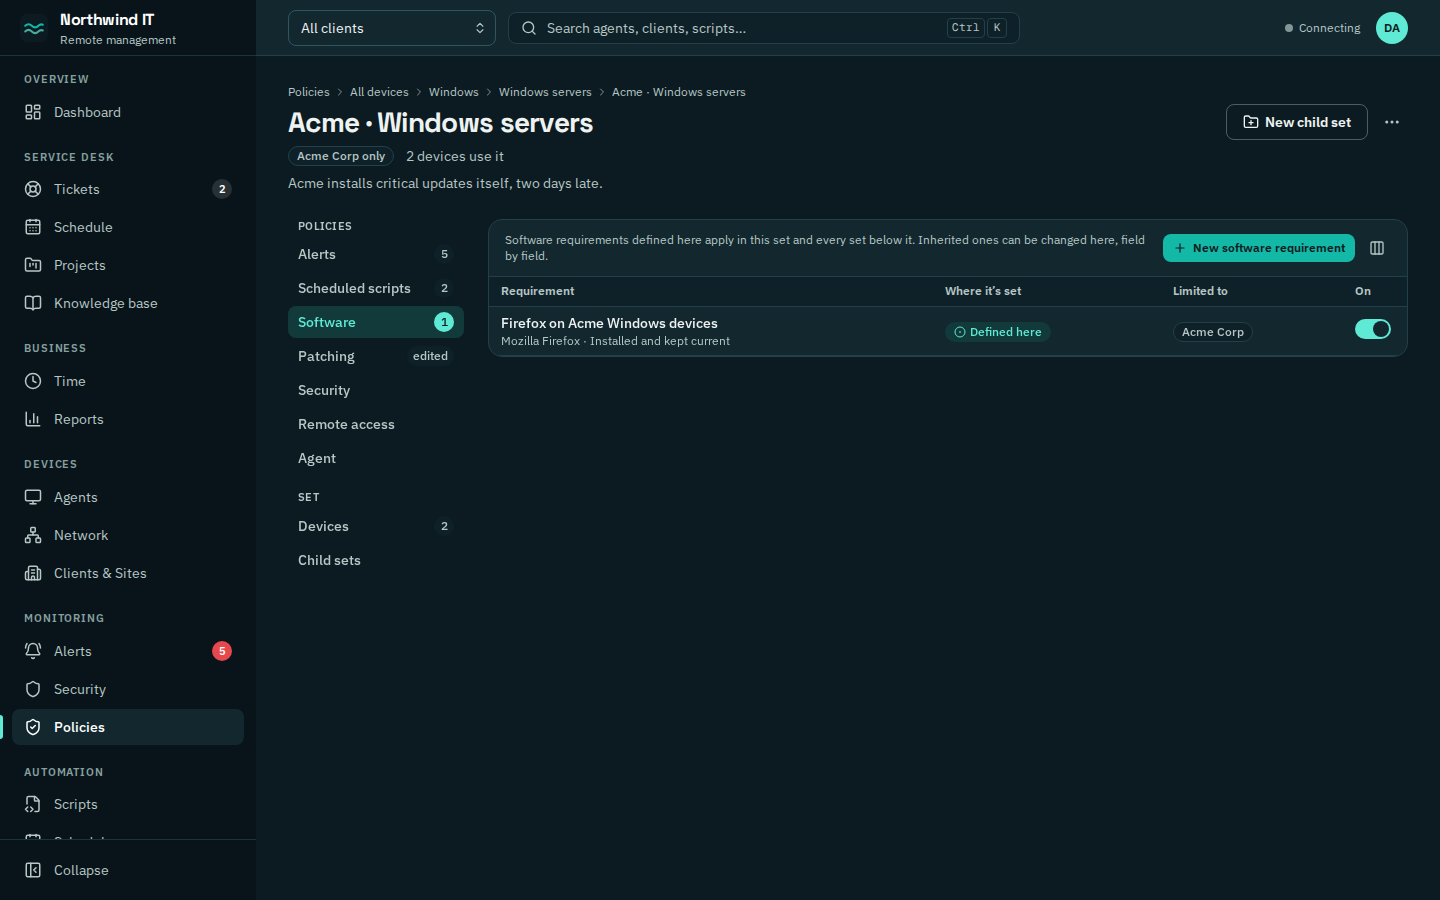 Northwind IT
Remote management
All clients
Search agents, clients, scripts...
Ctrl K
Connecting
DA
OVERVIEW
Dashboard
SERVICE DESK
Tickets 2
Schedule
Projects
Knowledge base
BUSINESS
Time
Reports
DEVICES
Agents
Network
Clients & Sites
MONITORING
Alerts 5
Security
Policies
AUTOMATION
Scripts
Collapse
Policies > All devices > Windows > Windows servers > Acme · Windows servers
Acme · Windows servers
New child set
Acme Corp only
2 devices use it
Acme installs critical updates itself, two days late.
POLICIES
Alerts 5
Scheduled scripts 2
Software 1
Patching edited
Security
Remote access
Agent
SET
Devices 2
Child sets
Software requirements defined here apply in this set and every set below it. Inherited ones can be changed here, field
by field.
New software requirement
Requirement Where it's set Limited to On
Firefox on Acme Windows devices
Mozilla Firefox · Installed and kept current
Defined here
Acme Corp